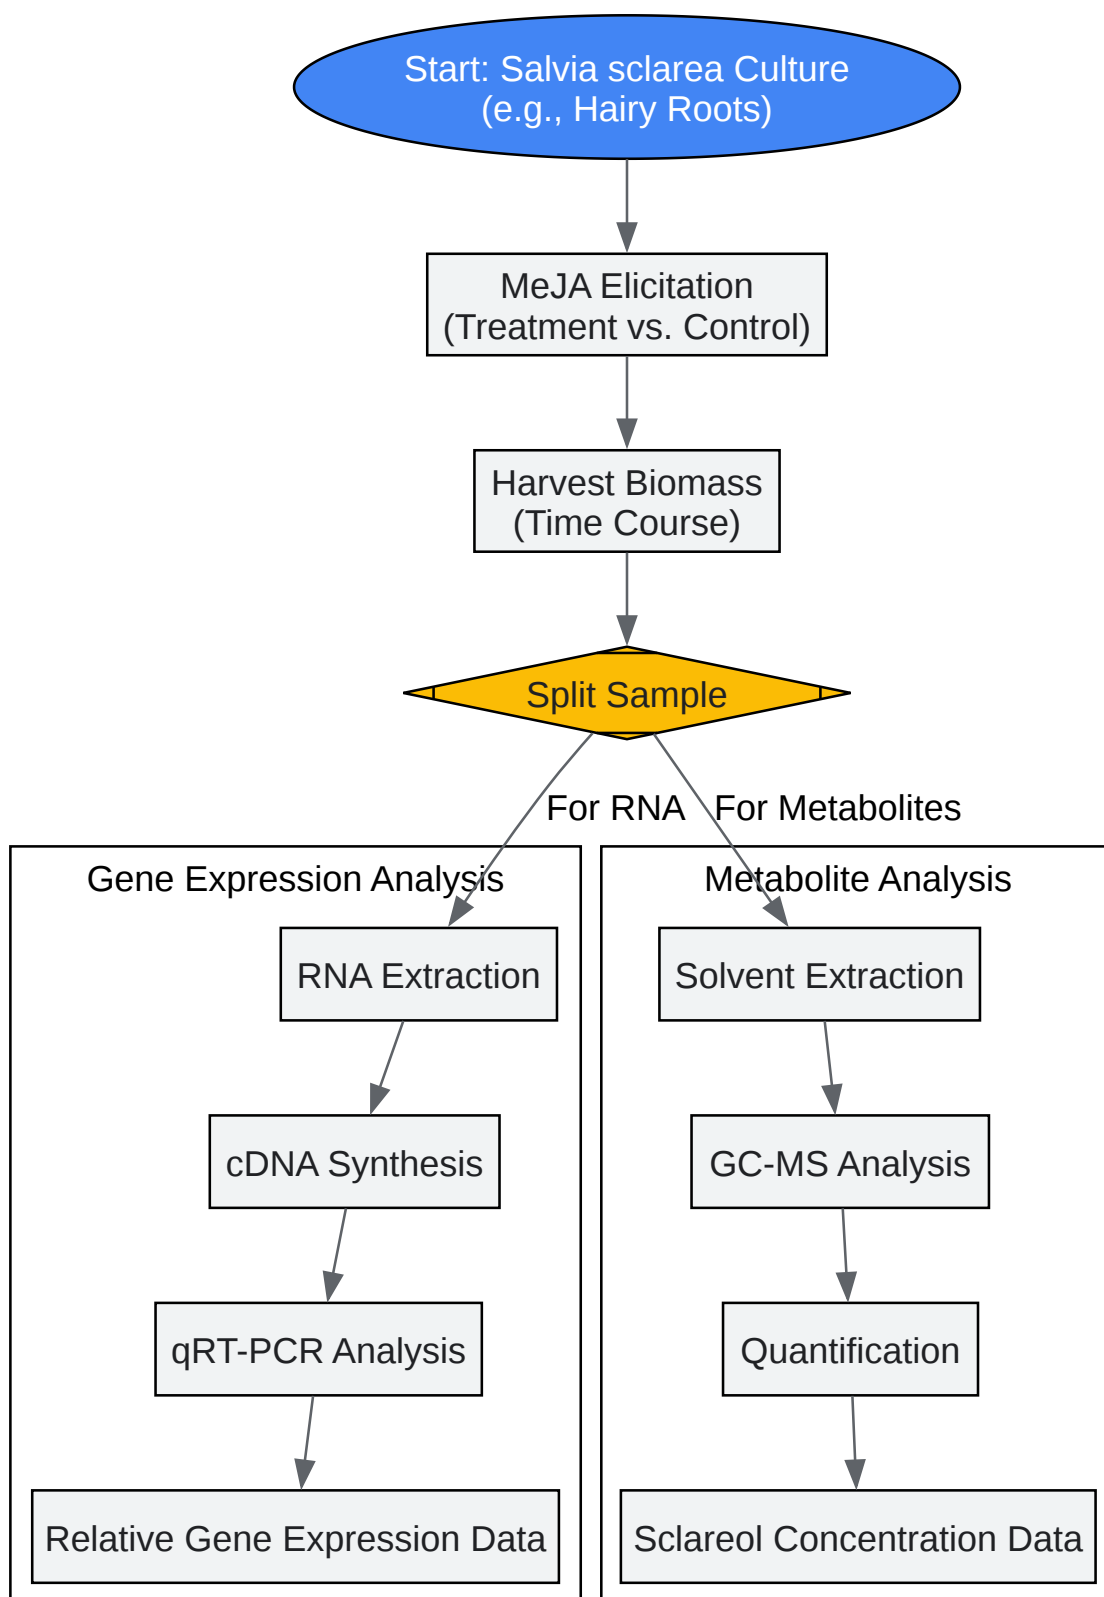 Start: Salvia sclarea Culture
(e.g., Hairy Roots)
MeJA Elicitation
(Treatment vs. Control)
Harvest Biomass
(Time Course)
Split Sample
For RNA
For Metabolites
Gene Expression Analysis
RNA Extraction
cDNA Synthesis
qRT-PCR Analysis
Relative Gene Expression Data
Metabolite Analysis
Solvent Extraction
GC-MS Analysis
Quantification
Sclareol Concentration Data